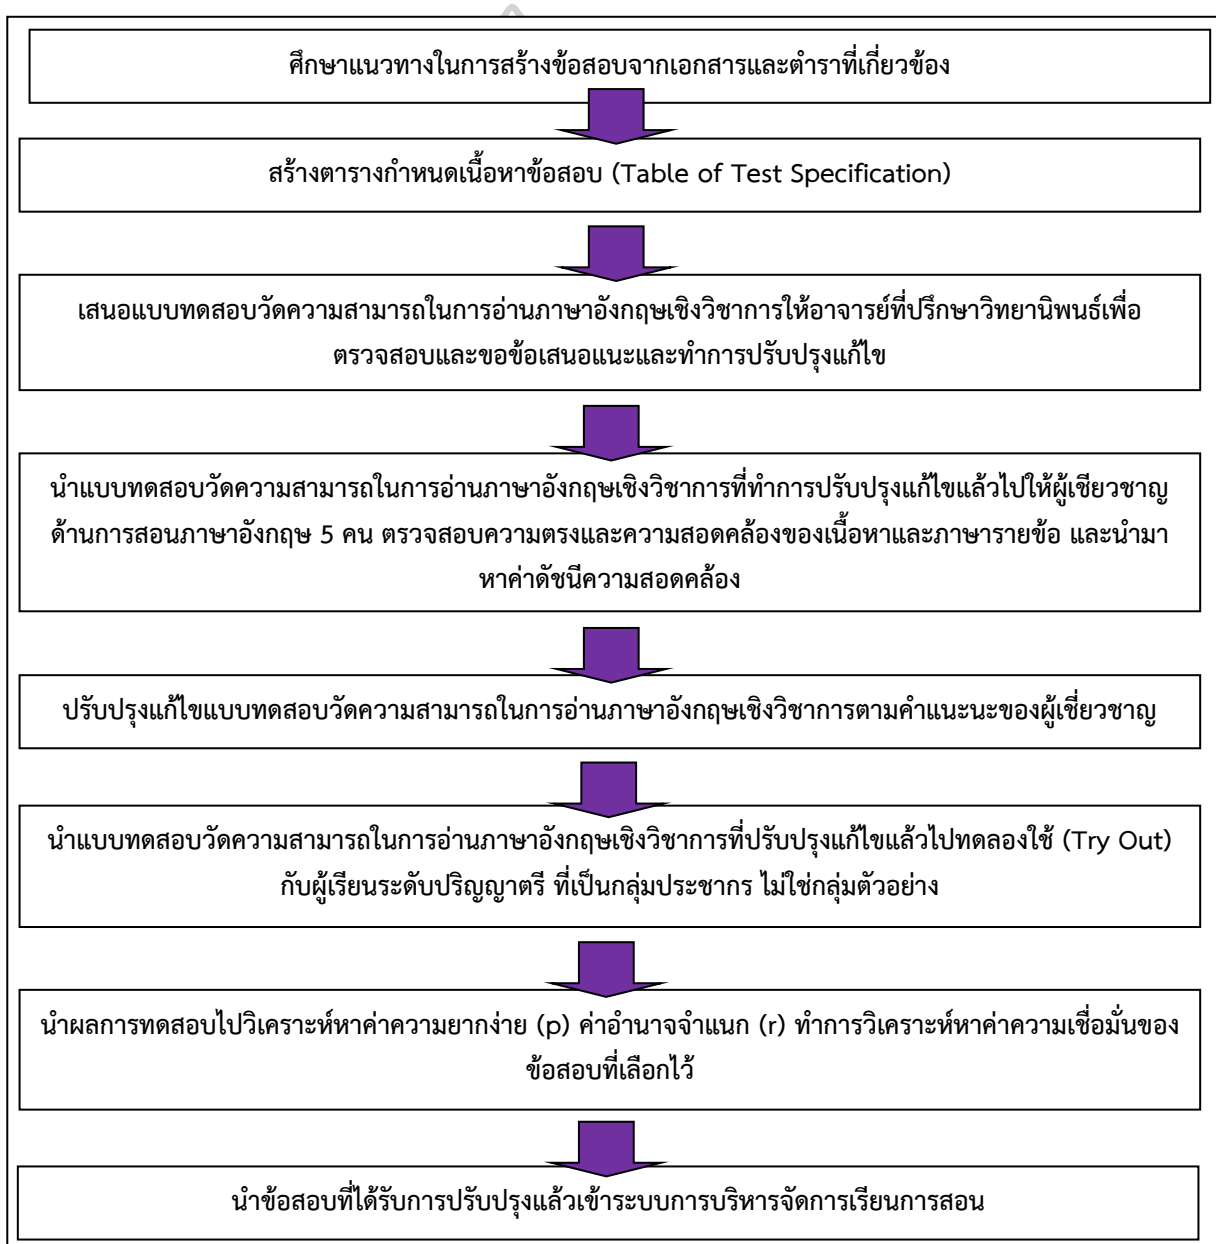 ศึกษาแนวทางในการสร้างข้อสอบจากเอกสารและตำราที่เกี่ยวข้อง
สร้างตารางกำหนดเนื้อหาข้อสอบ (Table of Test Specification)
เสนอแบบทดสอบวัดความสามารถในการอ่านภาษาอังกฤษเชิงวิชาการให้อาจารย์ที่ปรึกษาวิทยานิพนธ์เพื่อ
ตรวจสอบและขอข้อเสนอแนะและทำการปรับปรุงแก้ไข
นำแบบทดสอบวัดความสามารถในการอ่านภาษาอังกฤษเชิงวิชาการที่ทำการปรับปรุงแก้ไขแล้วไปให้ผู้เชียวชาญ
ด้านการสอนภาษาอังกฤษ 5 คน ตรวจสอบความตรงและความสอดคล้องของเนื้อหาและภาษารายข้อ และนำมา
หาค่าดัชนีความสอดคล้อง
ปรับปรุงแก้ไขแบบทดสอบวัดความสามารถในการอ่านภาษาอังกฤษเชิงวิชาการตามคำแนะนะของผู้เชี่ยวชาญ
นำแบบทดสอบวัดความสามารถในการอ่านภาษาอังกฤษเชิงวิชาการที่ปรับปรุงแก้ไขแล้วไปทดลองใช้ (Try Out)
กับผู้เรียนระดับปริญญาตรี ที่เป็นกลุ่มประชากร ไม่ใช่กลุ่มตัวอย่าง
นำผลการทดสอบไปวิเคราะห์หาค่าความยากง่าย (p) ค่าอำนาจจำแนก (r) ทำการวิเคราะห์หาค่าความเชื่อมั่นของ
ข้อสอบที่เลือกไว้
นำข้อสอบที่ได้รับการปรับปรุงแล้วเข้าระบบการบริหารจัดการเรียนการสอน